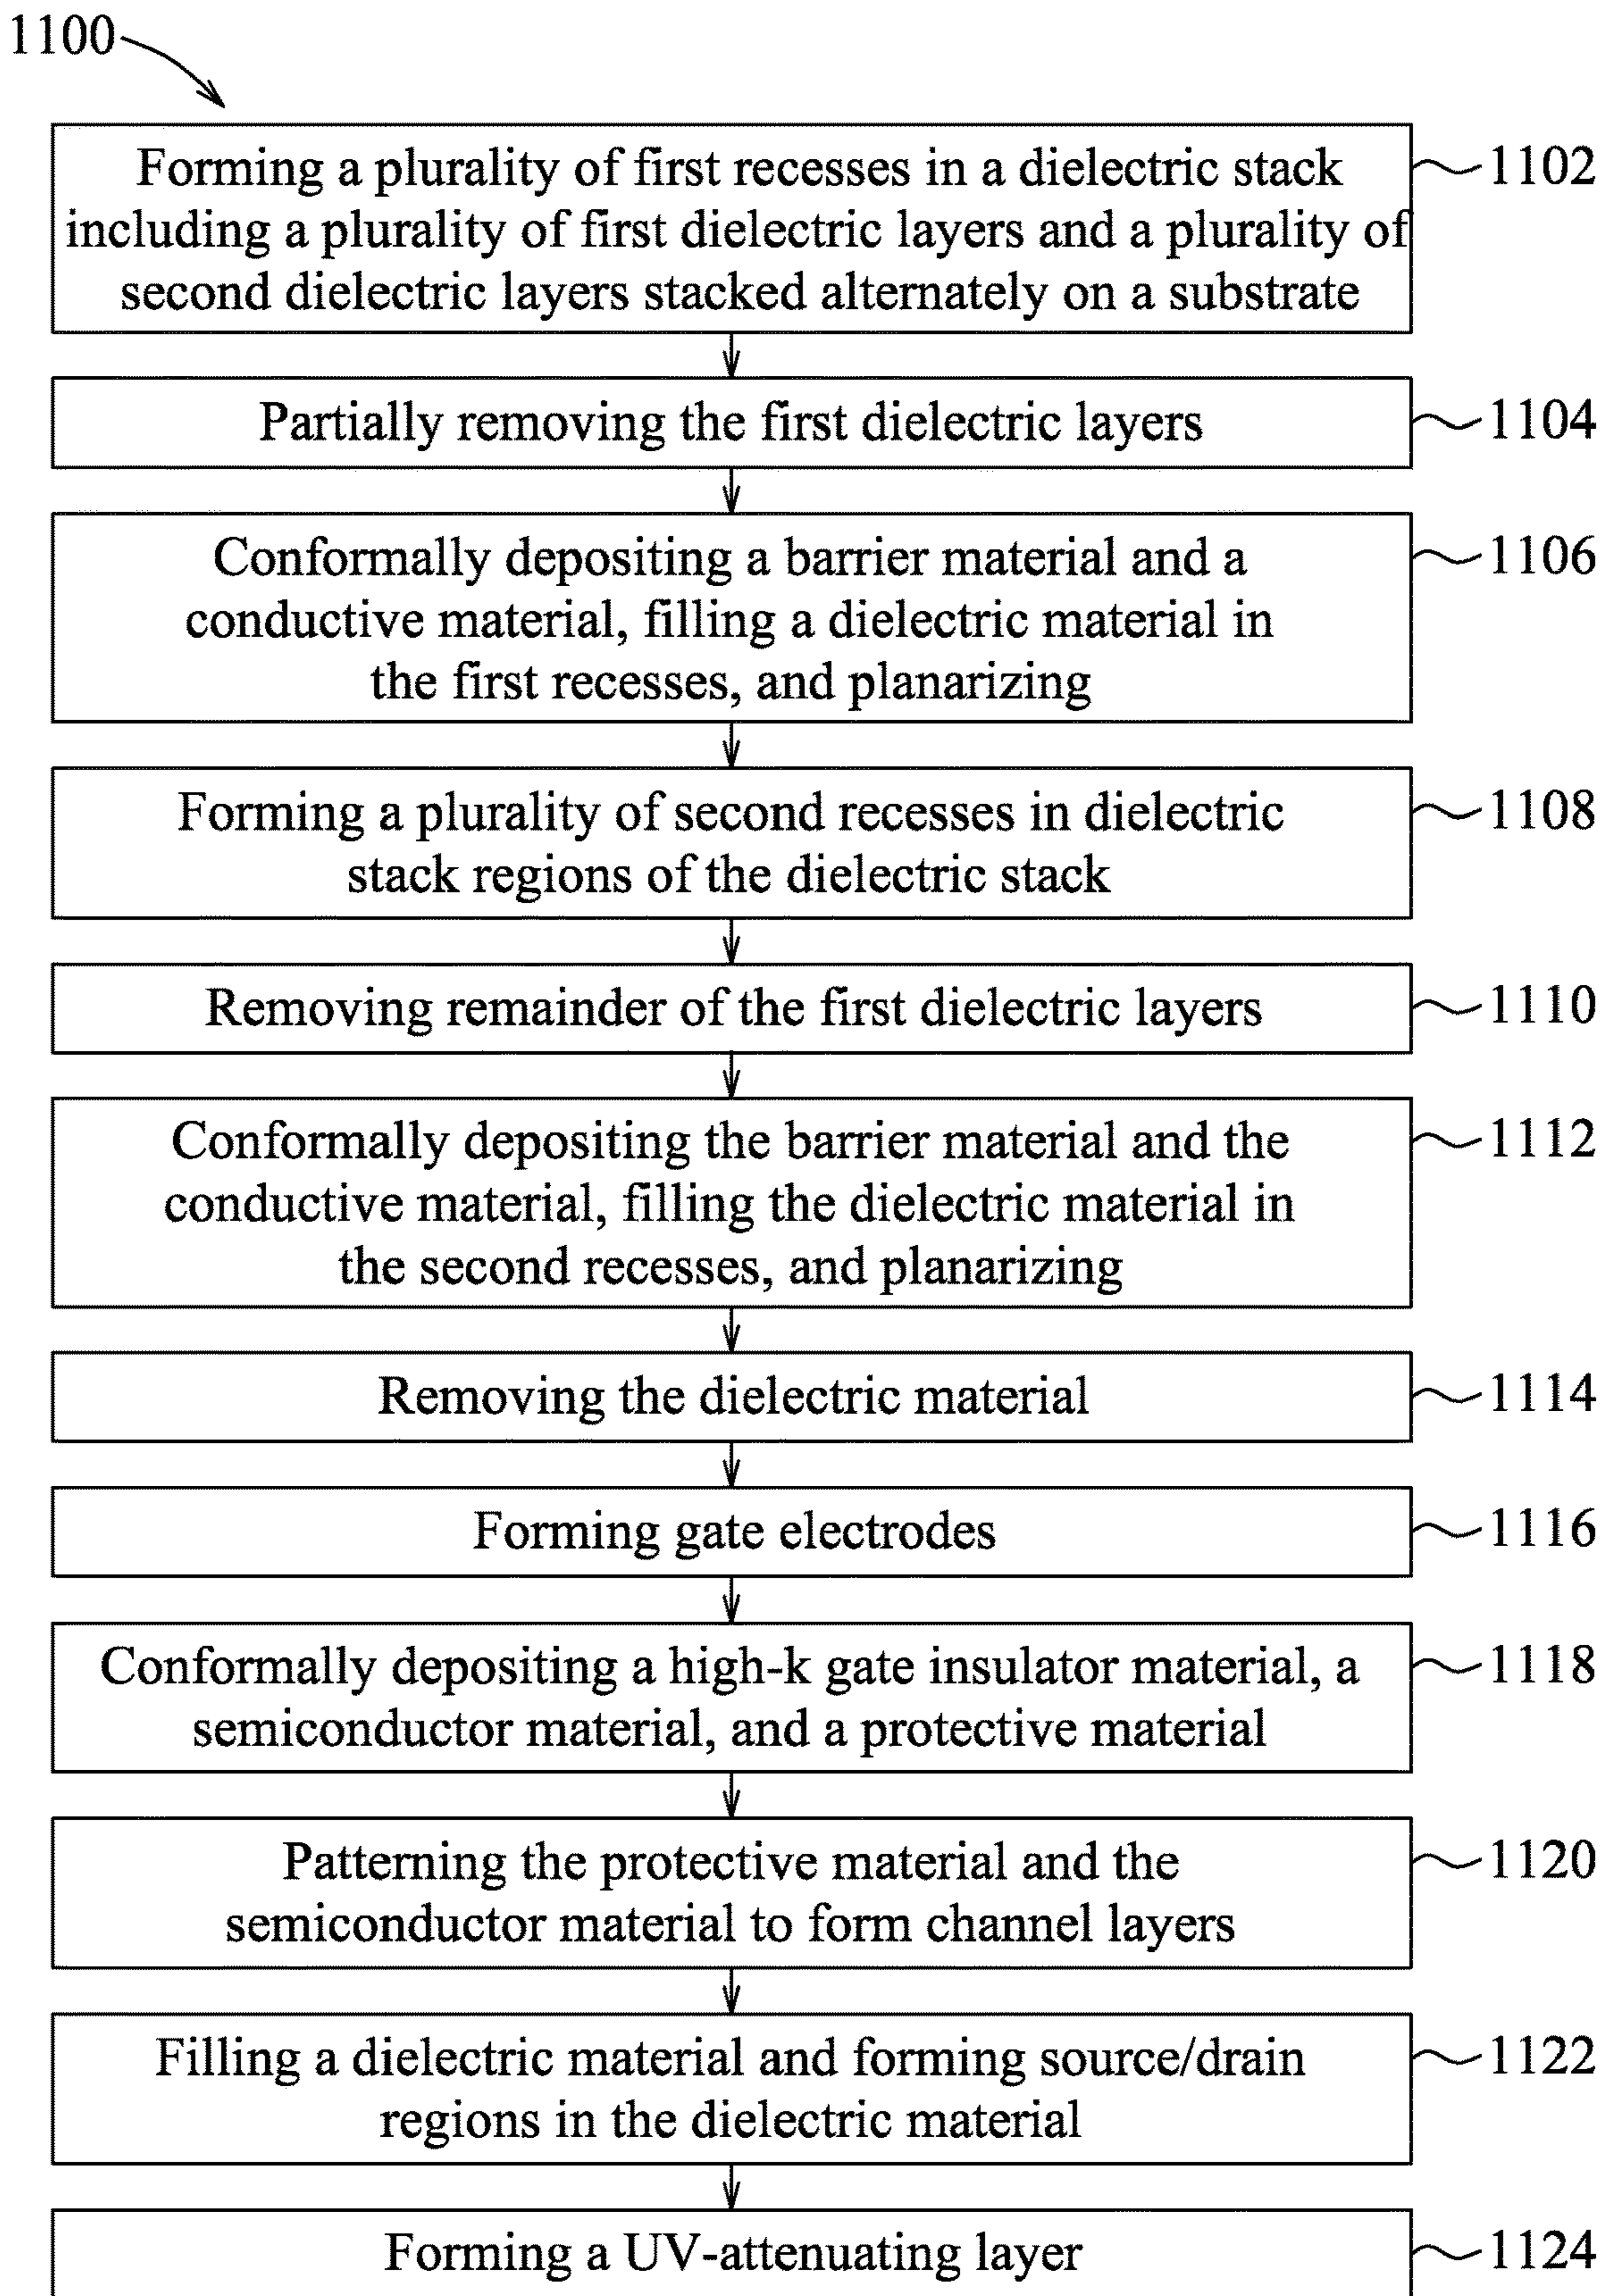 1100
Forming a plurality of first recesses in a dielectric stack
including a plurality of first dielectric layers and a plurality of
second dielectric layers stacked alternately on a substrate
1102
Partially removing the first dielectric layers
1104
Conformally depositing a barrier material and a
conductive material, filling a dielectric material in
the first recesses, and planarizing
1106
Forming a plurality of second recesses in dielectric
stack regions of the dielectric stack
1108
Removing remainder of the first dielectric layers
1110
Conformally depositing the barrier material and the
conductive material, filling the dielectric material in
the second recesses, and planarizing
1112
Removing the dielectric material
1114
Forming gate electrodes
1116
Conformally depositing a high-k gate insulator material, a
semiconductor material, and a protective material
1118
Patterning the protective material and the
semiconductor material to form channel layers
1120
Filling a dielectric material and forming source/drain
regions in the dielectric material
1122
Forming a UV-attenuating layer
1124